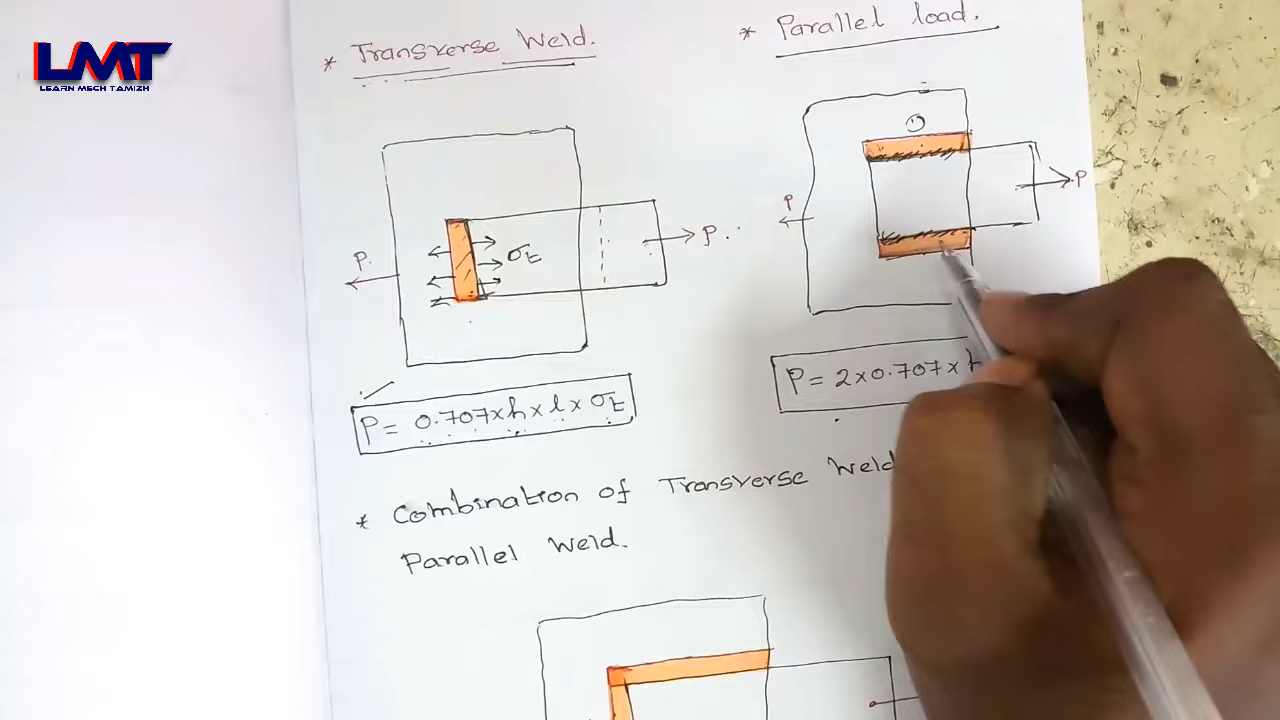 LMT
LEARN MECH TAMIZH
* Transverse Weld.
* Parallel load.
①
P
P
P.
σt
P.
P = 0.707 x h x l x σt
P = 2 x 0.707 x h
* Combination of Transverse Weld
Parallel Weld.